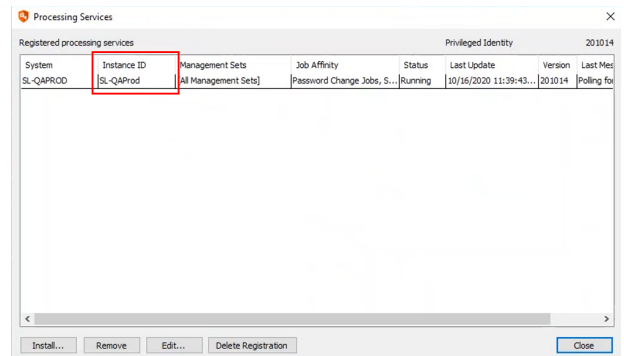 Processing Services
Registered processing services Privileged Identity 201014
System Instance ID Management Sets Job Affinity Status Last Update Version Last Mes
SL-QAPROD SL-QAProd [All Management Sets] Password Change Jobs, S... Running 10/16/2020 11:39:43... 201014 Polling for
Install... Remove Edit... Delete Registration Close